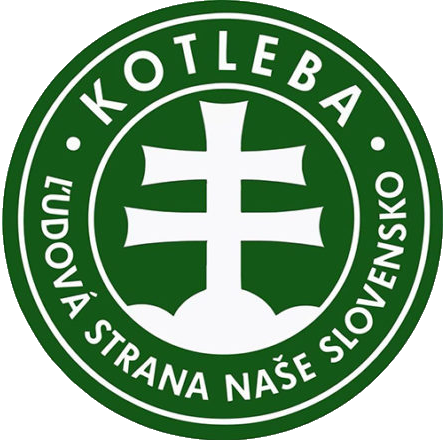 KOTLEBA
ĽUDOVÁ STRANA NAŠE SLOVENSKO